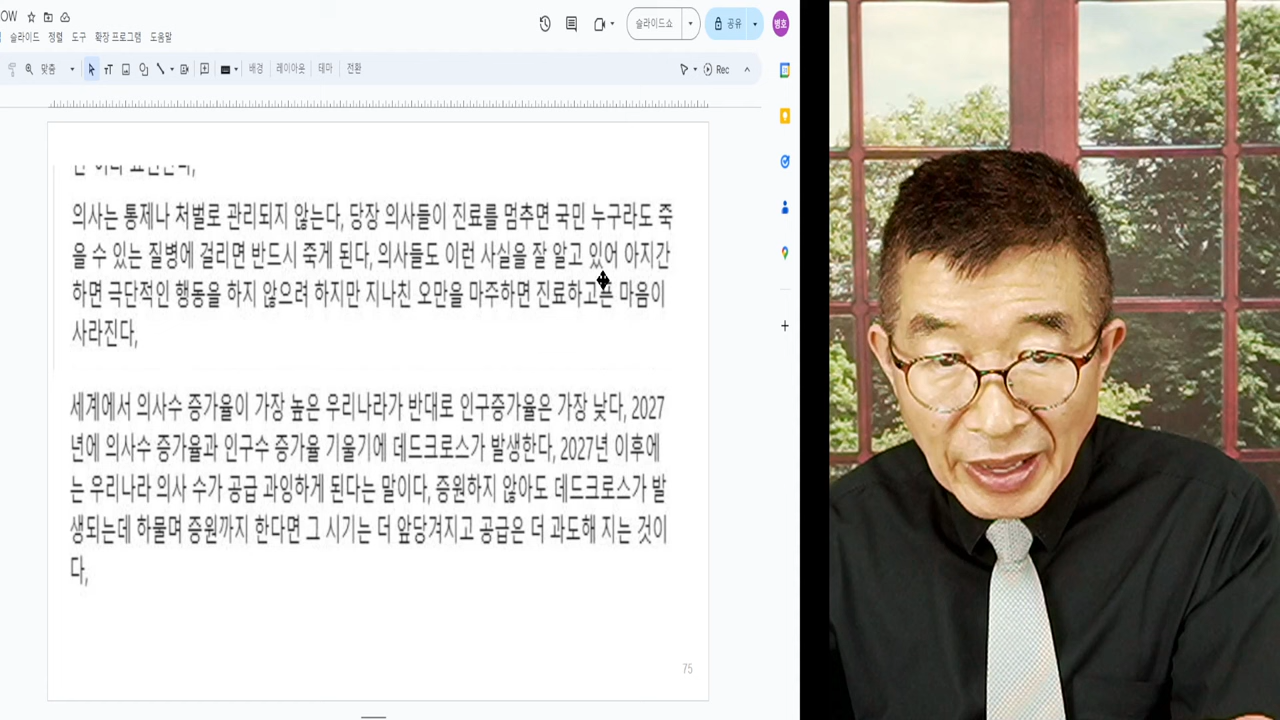 OW
슬라이드쇼
공유
병호
슬라이드 정렬 도구 확장 프로그램 도움말
맞춤 배경 레이아웃 테마 전환 Rec
의사는 통제나 처벌로 관리되지 않는다, 당장 의사들이 진료를 멈추면 국민 누구라도 죽
을 수 있는 질병에 걸리면 반드시 죽게 된다, 의사들도 이런 사실을 잘 알고 있어 아지간
하면 극단적인 행동을 하지 않으려 하지만 지나친 오만을 마주하면 진료하고픈 마음이
사라진다,
세계에서 의사수 증가율이 가장 높은 우리나라가 반대로 인구증가율은 가장 낮다, 2027
년에 의사수 증가율과 인구수 증가율 기울기에 데드크로스가 발생한다, 2027년 이후에
는 우리나라 의사 수가 공급 과잉하게 된다는 말이다, 증원하지 않아도 데드크로스가 발
생되는데 하물며 증원까지 한다면 그 시기는 더 앞당겨지고 공급은 더 과도해 지는 것이
다,
75